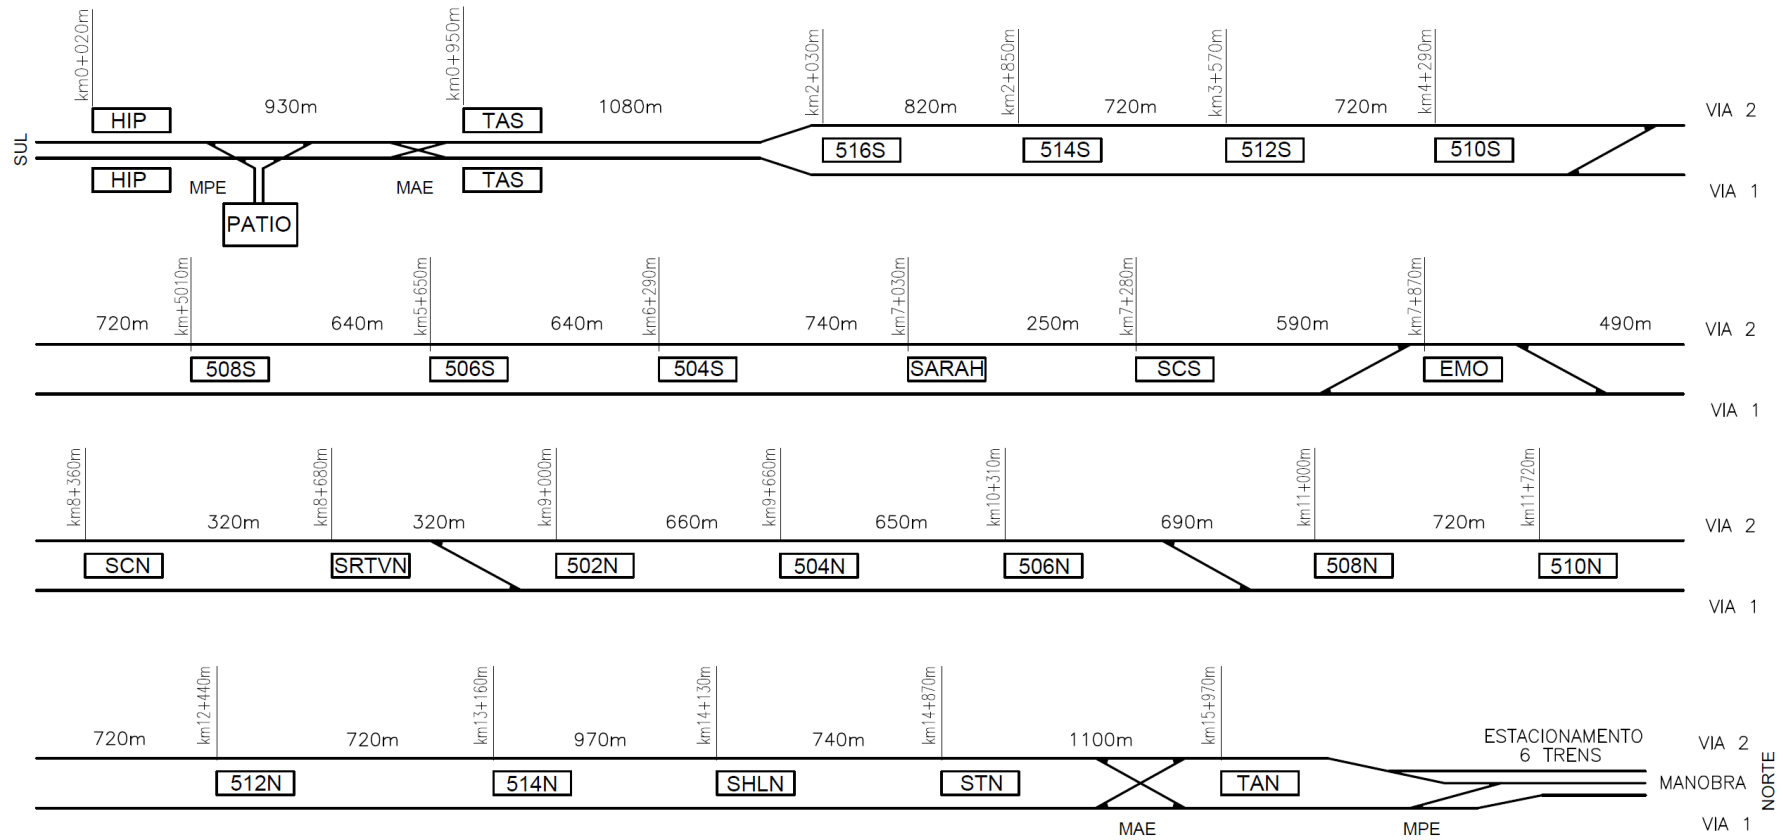 km0+020m
km0+950m
km2+030m
km2+850m
km3+570m
km4+290m
930m
1080m
820m
720m
720m
VIA 2
HIP
TAS
SUL
516S
514S
512S
510S
HIP
MPE
MAE
TAS
VIA 1
PATIO
km+5010m
km5+650m
km6+290m
km7+030m
km7+280m
km7+870m
720m
640m
640m
740m
250m
590m
490m
VIA 2
508S
506S
504S
SARAH
SCS
EMO
VIA 1
km8+360m
km8+680m
km9+000m
km9+660m
km10+310m
km11+000m
km11+720m
320m
320m
660m
650m
690m
720m
VIA 2
SCN
SRTVN
502N
504N
506N
508N
510N
VIA 1
km12+440m
km13+160m
km14+130m
km14+870m
km15+970m
720m
720m
970m
740m
1100m
ESTACIONAMENTO
6 TRENS
VIA 2
512N
514N
SHLN
STN
TAN
MANOBRA
NORTE
MAE
MPE
VIA 1